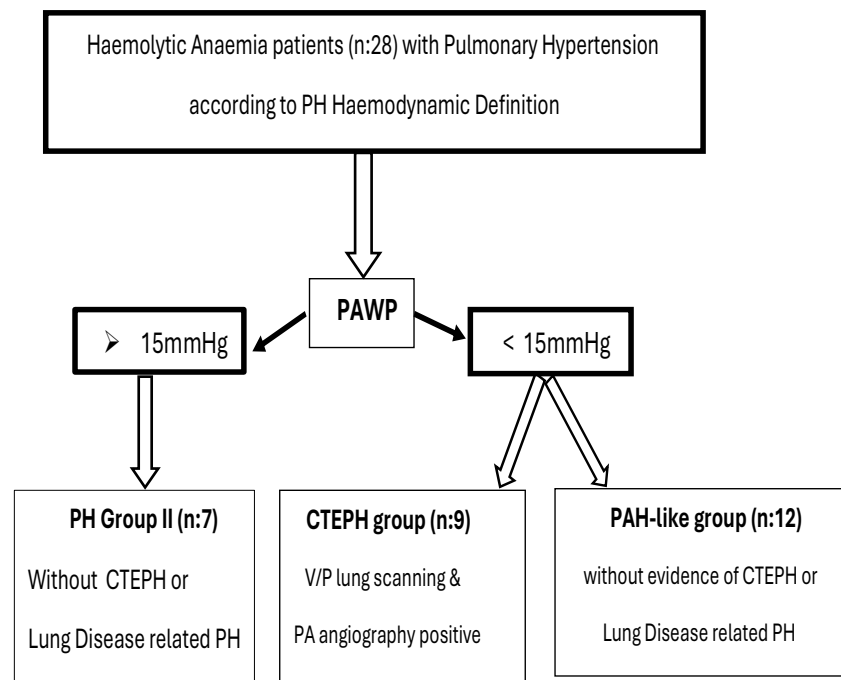 Haemolytic Anaemia patients (n:28) with Pulmonary Hypertension
according to PH Haemodynamic Definition
PAWP
➢ 15mmHg
< 15mmHg
PH Group II (n:7)
Without CTEPH or
Lung Disease related PH
CTEPH group (n:9)
V/P lung scanning &
PA angiography positive
PAH-like group (n:12)
without evidence of CTEPH or
Lung Disease related PH